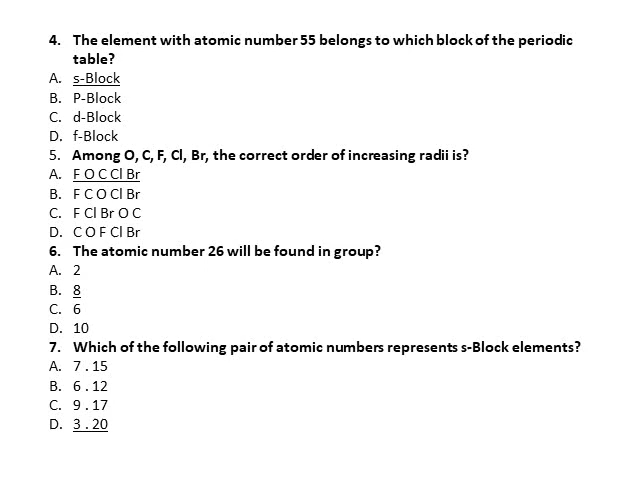 4. The element with atomic number 55 belongs to which block of the periodic
table?
A. s-Block
B. P-Block
C. d-Block
D. f-Block
5. Among O, C, F, Cl, Br, the correct order of increasing radii is?
A. F O C Cl Br
B. F C O Cl Br
C. F Cl Br O C
D. C O F Cl Br
6. The atomic number 26 will be found in group?
A. 2
B. 8
C. 6
D. 10
7. Which of the following pair of atomic numbers represents s-Block elements?
A. 7 . 15
B. 6 . 12
C. 9 . 17
D. 3 . 20